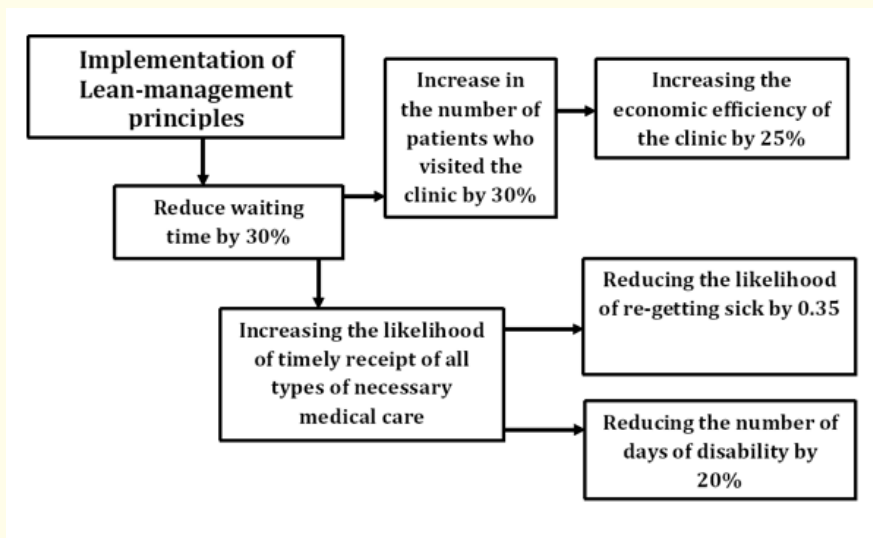 Implementation of
Lean-management
principles
Increase in
the number of
patients who
visited the
clinic by 30%
Increasing the
economic efficiency of
the clinic by 25%
Reduce waiting
time by 30%
Increasing the likelihood
of timely receipt of all
types of necessary
medical care
Reducing the likelihood
of re-getting sick by 0.35
Reducing the number of
days of disability by
20%